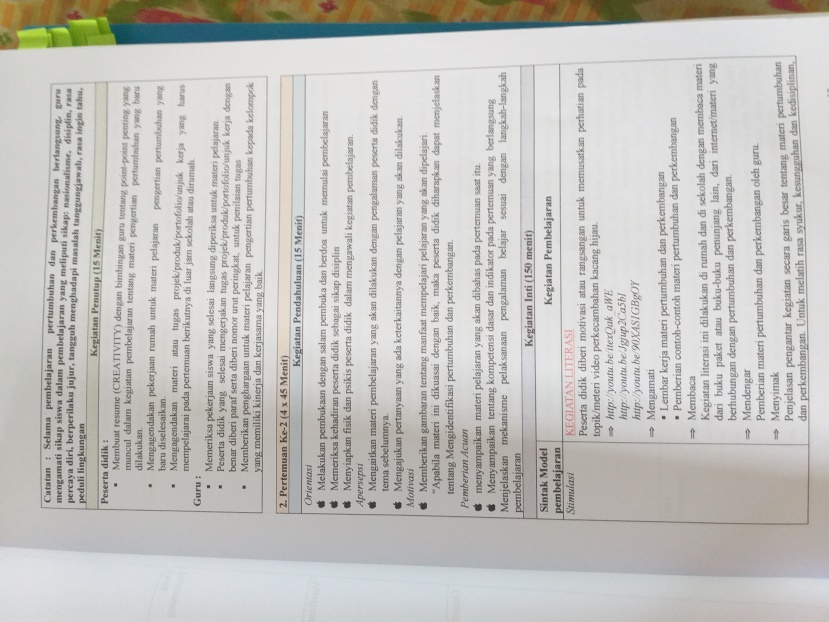 Catatan : Selama pembelajaran pertumbuhan dan perkembangan berlangsung, guru
mengamati sikap siswa dalam pembelajaran yang meliputi sikap: nasionalisme, disiplin, rasa
percaya diri, berperilaku jujur, tangguh menghadapi masalah tanggungjawab, rasa ingin tahu,
peduli lingkungan
Kegiatan Penutup (15 Menit)
Peserta didik :
▪ Membuat resume (CREATIVITY) dengan bimbingan guru tentang point-point penting yang
muncul dalam kegiatan pembelajaran tentang materi pengertian pertumbuhan yang baru
dilakukan.
▪ Mengagendakan pekerjaan rumah untuk materi pelajaran pengertian pertumbuhan yang
baru diselesaikan.
▪ Mengagendakan materi atau tugas projek/produk/portofolio/unjuk kerja yang harus
mempelajarai pada pertemuan berikutnya di luar jam sekolah atau dirumah.
Guru :
▪ Memeriksa pekerjaan siswa yang selesai langsung diperiksa untuk materi pelajaran
▪ Peserta didik yang selesai mengerjakan tugas projek/produk/portofolio/unjuk kerja dengan
benar diberi paraf serta diberi nomor urut peringkat, untuk penilaian tugas
▪ Memberikan penghargaan untuk materi pelajaran pengertian pertumbuhan kepada kelompok
yang memiliki kinerja dan kerjasama yang baik.
2. Pertemuan Ke-2 (4 x 45 Menit)
Kegiatan Pendahuluan (15 Menit)
Orientasi
Melakukan pembukaan dengan salam pembuka dan berdoa untuk memulai pembelajaran
Memeriksa kehadiran peserta didik sebagai sikap disiplin
Menyiapkan fisik dan psikis peserta didik dalam mengawali kegiatan pembelajaran.
Apersepsi
Mengaitkan materi pembelajaran yang akan dilakukan dengan pengalaman peserta didik dengan
tema sebelumnya.
Mengajukan pertanyaan yang ada keterkaitannya dengan pelajaran yang akan dilakukan.
Motivasi
Memberikan gambaran tentang manfaat mempelajari pelajaran yang akan dipelajari.
"Apabila materi ini dikuasai dengan baik, maka peserta didik diharapkan dapat menjelaskan
tentang Mengidentifikasi pertumbuhan dan perkembangan.
Pemberian Acuan
menyampaikan materi pelajaran yang akan dibahas pada pertemuan saat itu.
Menyampaikan tentang kompetensi dasar dan indikator pada pertemuan yang berlangsung
Menjelaskan mekanisme pelaksanaan pengalaman belajar sesuai dengan langkah-langkah
pembelajaran
Kegiatan Inti (150 menit)
Sintak Model
pembelajaran
Kegiatan Pembelajaran
Stimulasi
KEGIATAN LITERASI
Peserta didik diberi motivasi atau rangsangan untuk memusatkan perhatian pada
topik/meteri video perkecambahan kacang hijau.
⇒ http://youtu.be/
http://youtu.be/
http://youtu.be/
⇒ Mengamati
▪ Lembar kerja materi pertumbuhan dan perkembangan
▪ Pemberian contoh-contoh materi pertumbuhan dan perkembangan
⇒ Membaca
Kegiatan literasi ini dilakukan di rumah dan di sekolah dengan membaca materi
dari buku paket atau buku-buku penunjang lain, dari internet/materi yang
berhubungan dengan pertumbuhan dan perkembangan.
⇒ Mendengar
Pemberian materi pertumbuhan dan perkembangan oleh guru.
⇒ Menyimak
Penjelasan pengantar kegiatan secara garis besar tentang materi pertumbuhan
dan perkembangan. Untuk melatih rasa syukur, kesungguhan dan kedisiplinan,